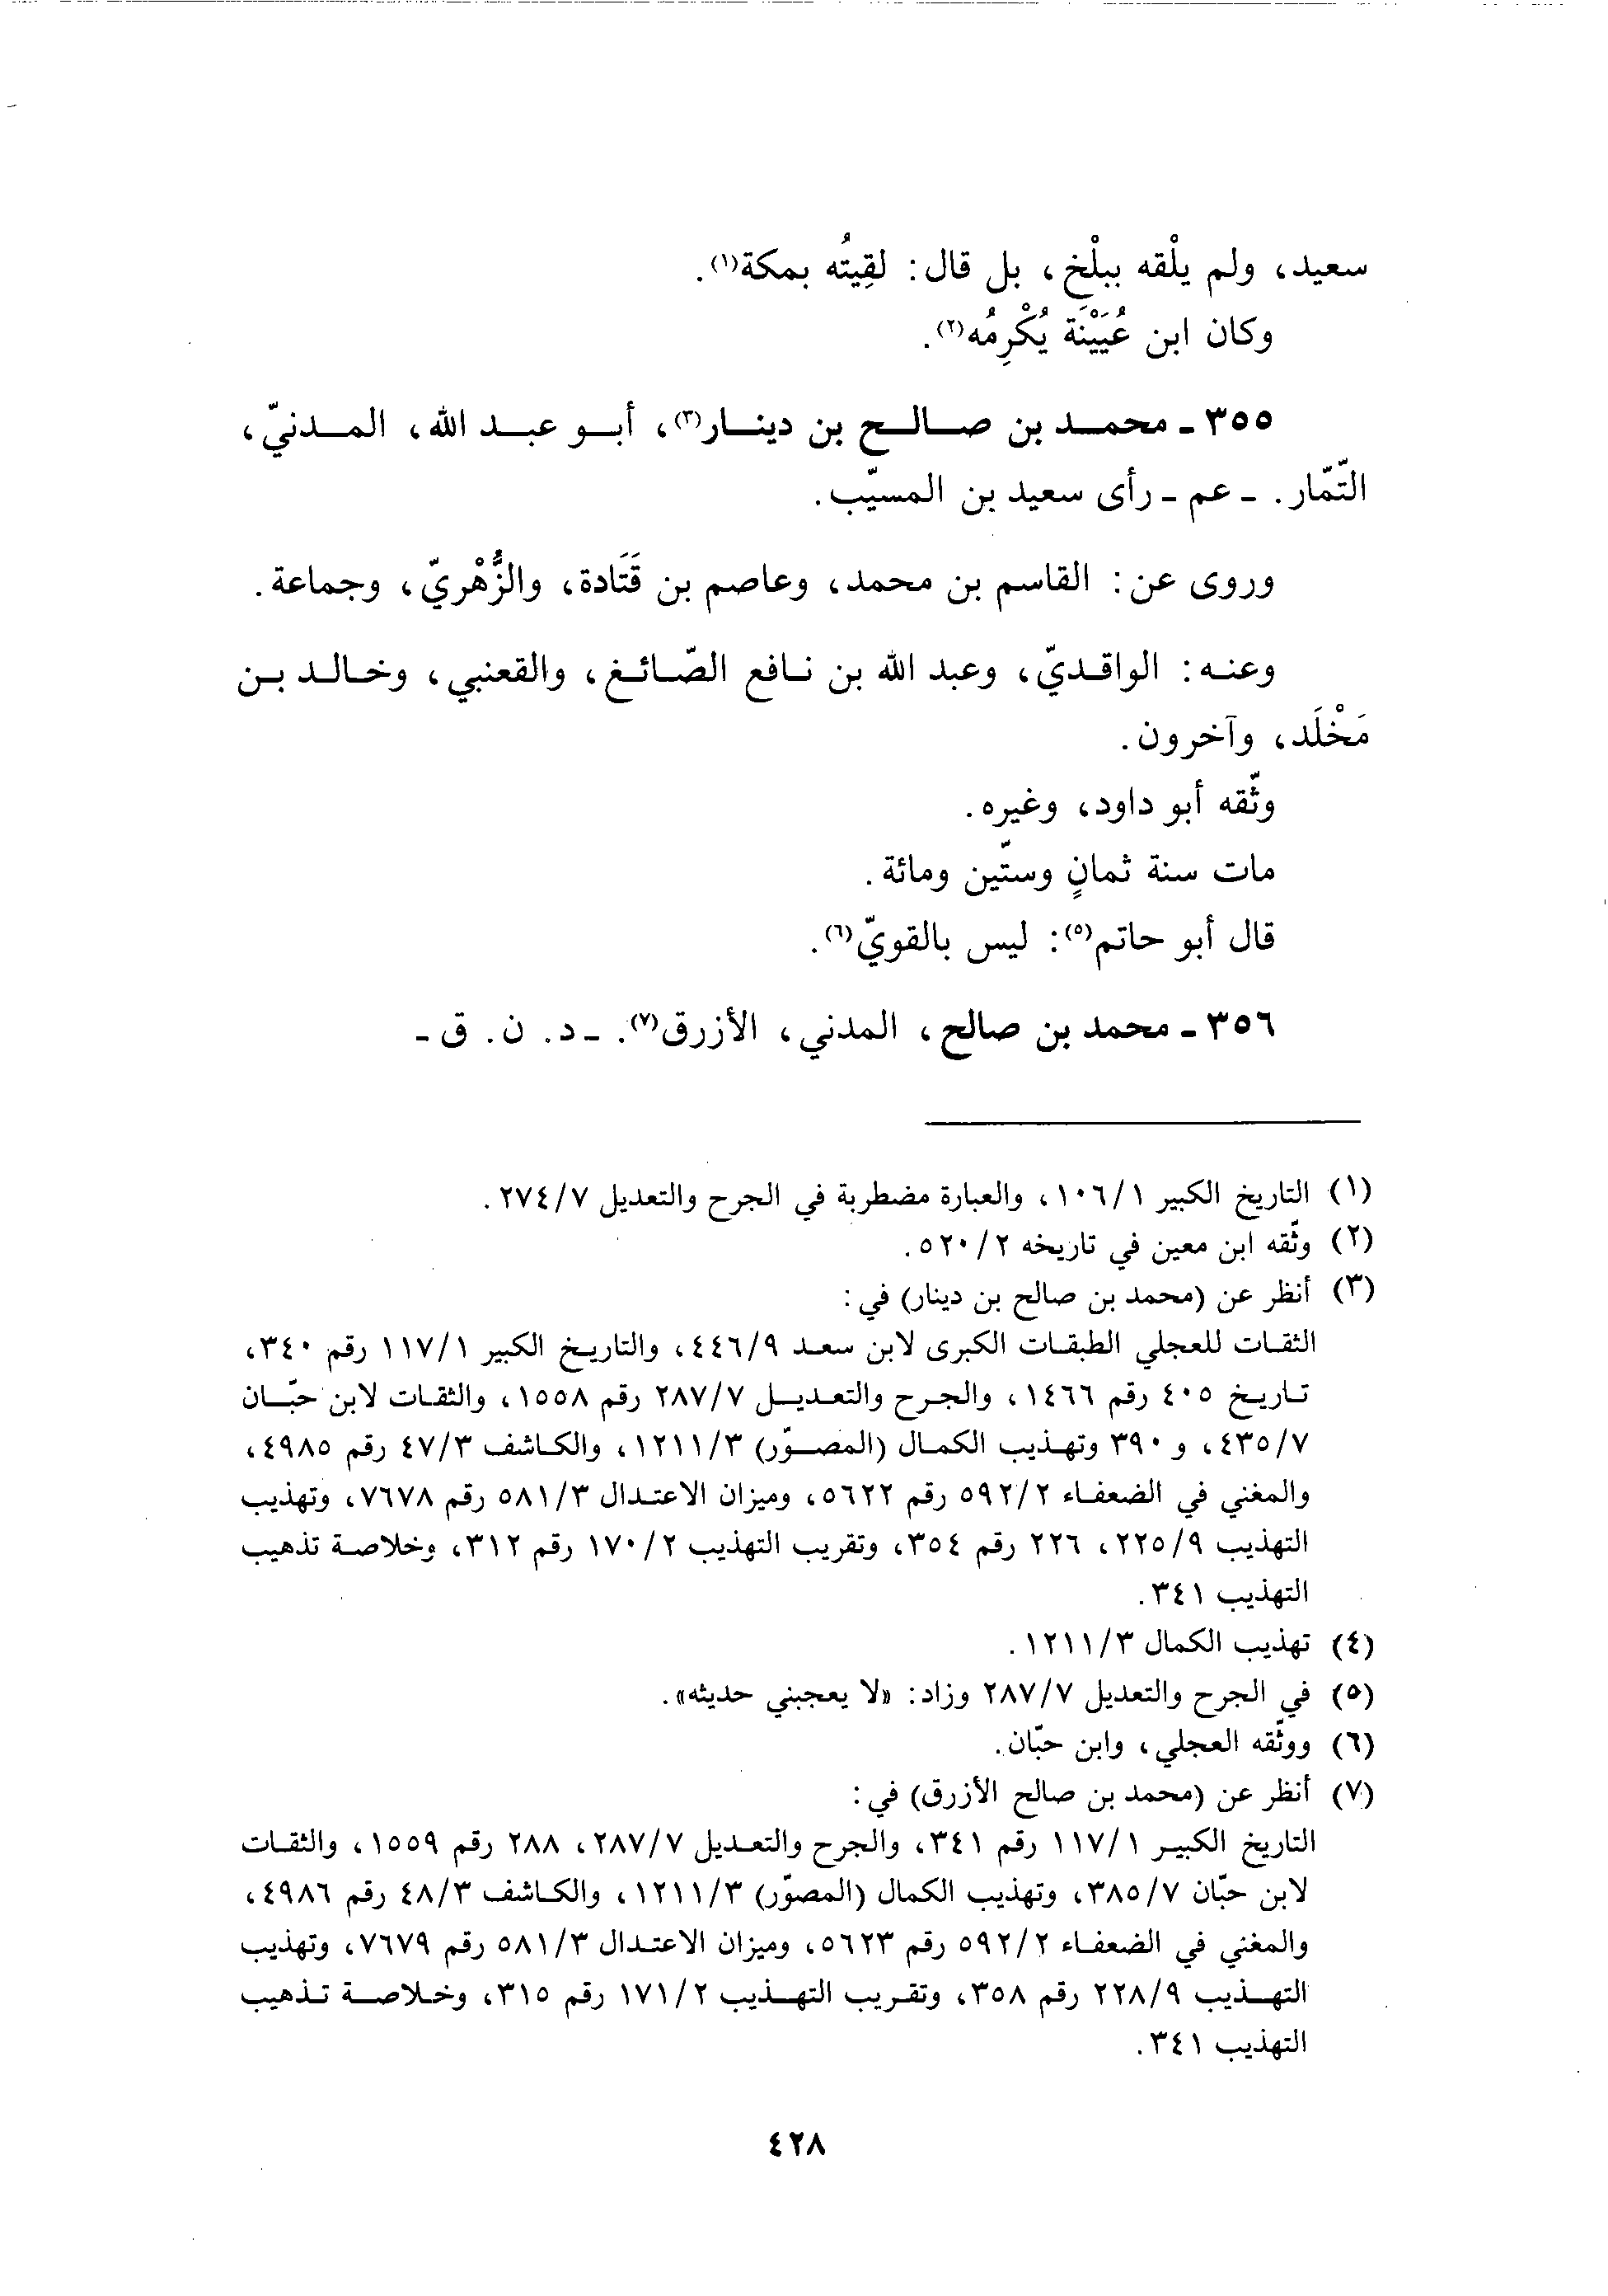 سعيد، ولم يلْقه ببلْخ، بل قال: لقِيتُه بمكة(١).
وكان ابن عُيَيْنَة يُكْرِمُه(٢).
٣٥٥ ـ محمد بن صالح بن دينار(٣)، أبو عبد الله، المدنيّ،
التّمّار. ـ عم ـ رأى سعيد بن المسيّب.
وروى عن: القاسم بن محمد، وعاصم بن قَتَادة، والزُّهْريّ، وجماعة.
وعنه: الواقديّ، وعبد الله بن نافع الصّائغ، والقعنبي، وخالد بن
مَخْلَد، وآخرون.
وثّقه أبو داود، وغيره.
مات سنة ثمانٍ وستّين ومائة.
قال أبو حاتم(٥): ليس بالقويّ(٦).
٣٥٦ ـ محمد بن صالح، المدني، الأزرق(٧). ـ د. ن. ق ـ
(١) التاريخ الكبير ١٠٦/١، والعبارة مضطربة في الجرح والتعديل ٢٧٤/٧.
(٢) وثّقه ابن معين في تاريخه ٥٢٠/٢.
(٣) أنظر عن (محمد بن صالح بن دينار) في:
الثقات للعجلي الطبقات الكبرى لابن سعد ٤٤٦/٩، والتاريخ الكبير ١١٧/١ رقم ٣٤٠،
تاريخ ٤٠٥ رقم ١٤٦٦، والجرح والتعديل ٢٨٧/٧ رقم ١٥٥٨، والثقات لابن حبّان
٤٣٥/٧، و ٣٩٠ وتهذيب الكمال (المصوّر) ١٢١١/٣، والكاشف ٤٧/٣ رقم ٤٩٨٥،
والمغني في الضعفاء ٥٩٢/٢ رقم ٥٦٢٢، وميزان الاعتدال ٥٨١/٣ رقم ٧٦٧٨، وتهذيب
التهذيب ٢٢٥/٩، ٢٢٦ رقم ٣٥٤، وتقريب التهذيب ١٧٠/٢ رقم ٣١٢، وخلاصة تذهيب
التهذيب ٣٤١.
(٤) تهذيب الكمال ١٢١١/٣.
(٥) في الجرح والتعديل ٢٨٧/٧ وزاد: «لا يعجبني حديثه».
(٦) ووثّقه العجلي، وابن حبّان.
(٧) أنظر عن (محمد بن صالح الأزرق) في:
التاريخ الكبير ١١٧/١ رقم ٣٤١، والجرح والتعديل ٢٨٧/٧، ٢٨٨ رقم ١٥٥٩، والثقات
لابن حبّان ٣٨٥/٧، وتهذيب الكمال (المصوّر) ١٢١١/٣، والكاشف ٤٨/٣ رقم ٤٩٨٦،
والمغني في الضعفاء ٥٩٢/٢ رقم ٥٦٢٣، وميزان الاعتدال ٥٨١/٣ رقم ٧٦٧٩، وتهذيب
التهذيب ٢٢٨/٩ رقم ٣٥٨، وتقريب التهذيب ١٧١/٢ رقم ٣١٥، وخلاصة تذهيب
التهذيب ٣٤١.
٤٢٨